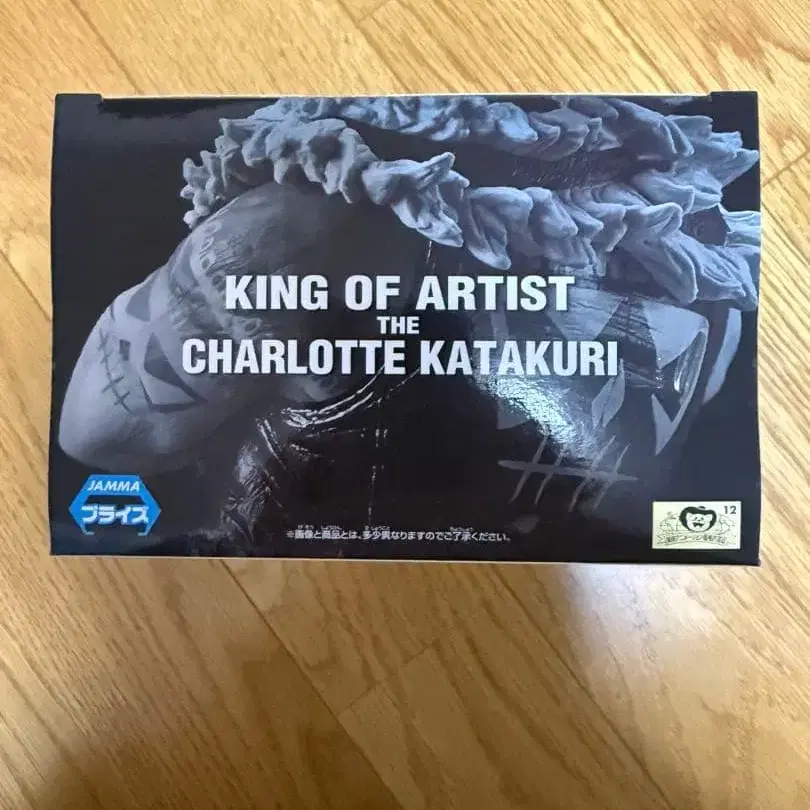 KING OF ARTIST
THE
CHARLOTTE KATAKURI
JAMMA
プライズ
※画像と商品とは、多少異なりますのでご了承ください。
12